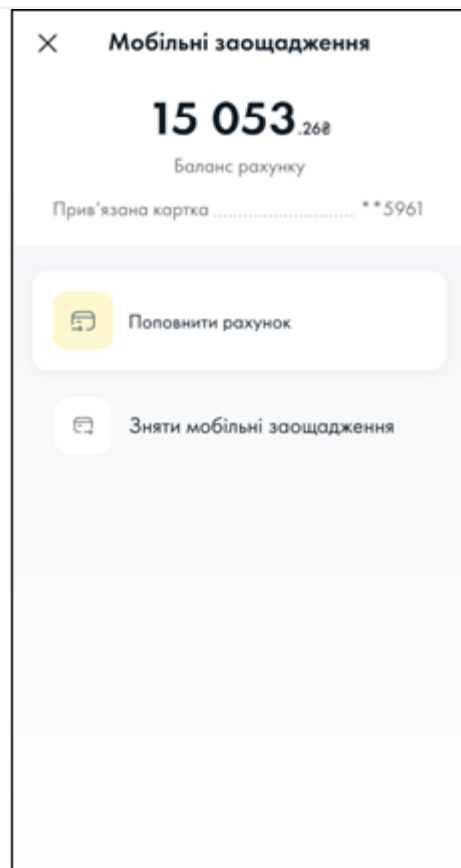 Мобільні заощадження
15 053.26₴
Баланс рахунку
Прив’язана картка ............................ **5961
Поповнити рахунок
Зняти мобільні заощадження